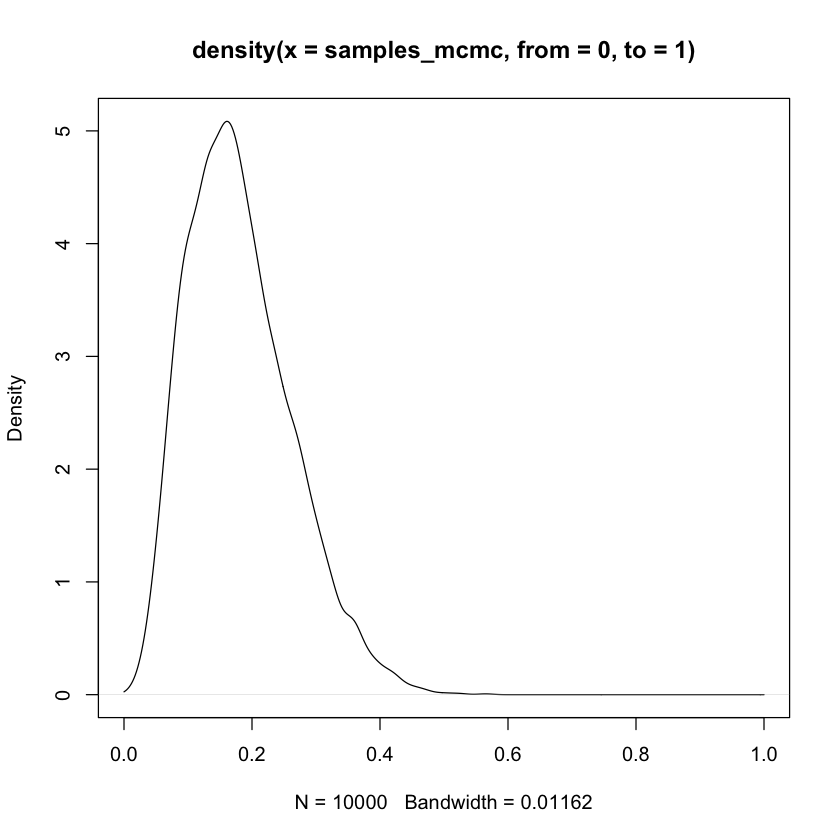 density(x = samples_mcmc, from = 0, to = 1)
Density
5
4
3
2
1
0
0.0 0.2 0.4 0.6 0.8 1.0
N = 10000 Bandwidth = 0.01162